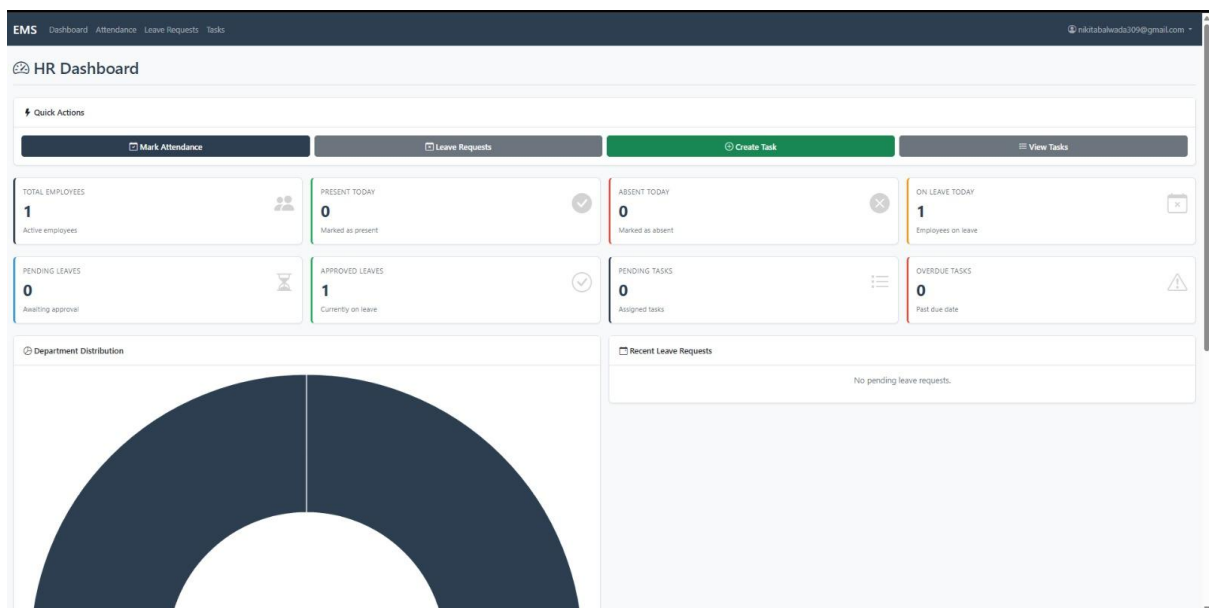 EMS Dashboard Attendance Leave Requests Tasks nikitabalwada309@gmail.com
HR Dashboard
Quick Actions
Mark Attendance Leave Requests Create Task View Tasks
TOTAL EMPLOYEES
1
Active employees
PRESENT TODAY
0
Marked as present
ABSENT TODAY
0
Marked as absent
ON LEAVE TODAY
1
Employees on leave
PENDING LEAVES
0
Awaiting approval
APPROVED LEAVES
1
Currently on leave
PENDING TASKS
0
Assigned tasks
OVERDUE TASKS
0
Past due date
Department Distribution
Recent Leave Requests
No pending leave requests.